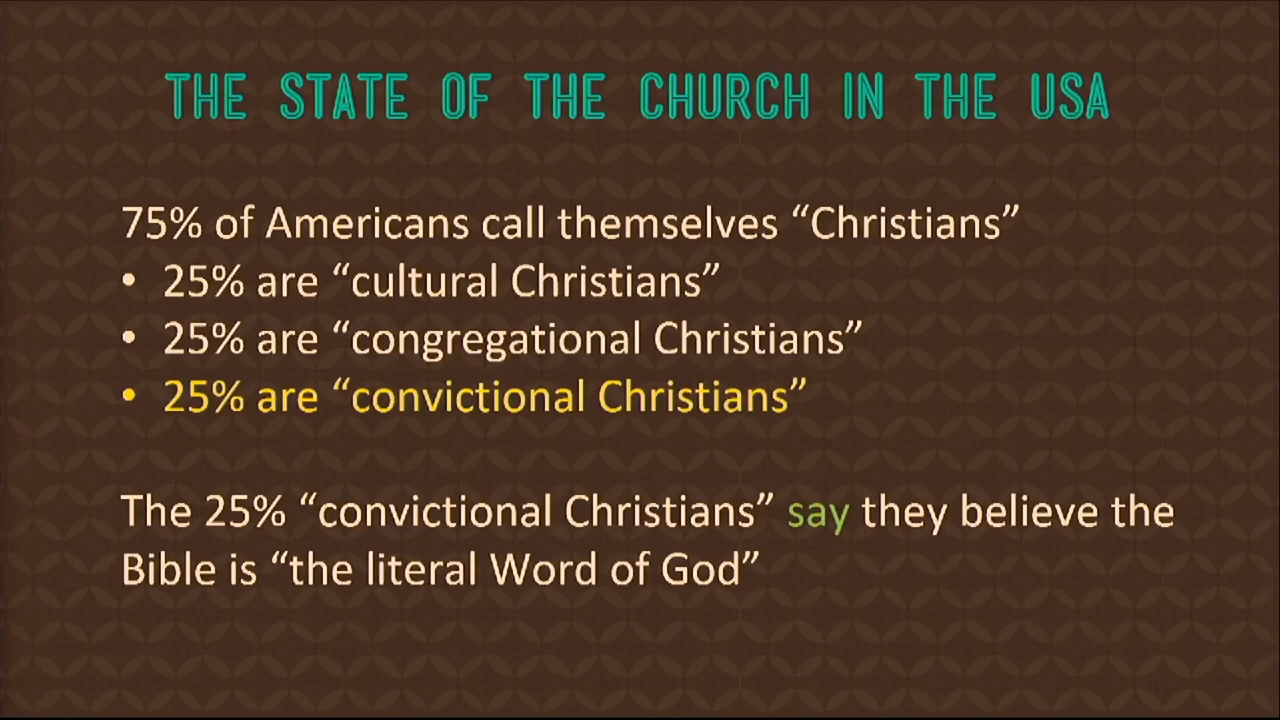 THE STATE OF THE CHURCH IN THE USA
75% of Americans call themselves “Christians”
• 25% are “cultural Christians”
• 25% are “congregational Christians”
• 25% are “convictional Christians”
The 25% “convictional Christians” say they believe the
Bible is “the literal Word of God”